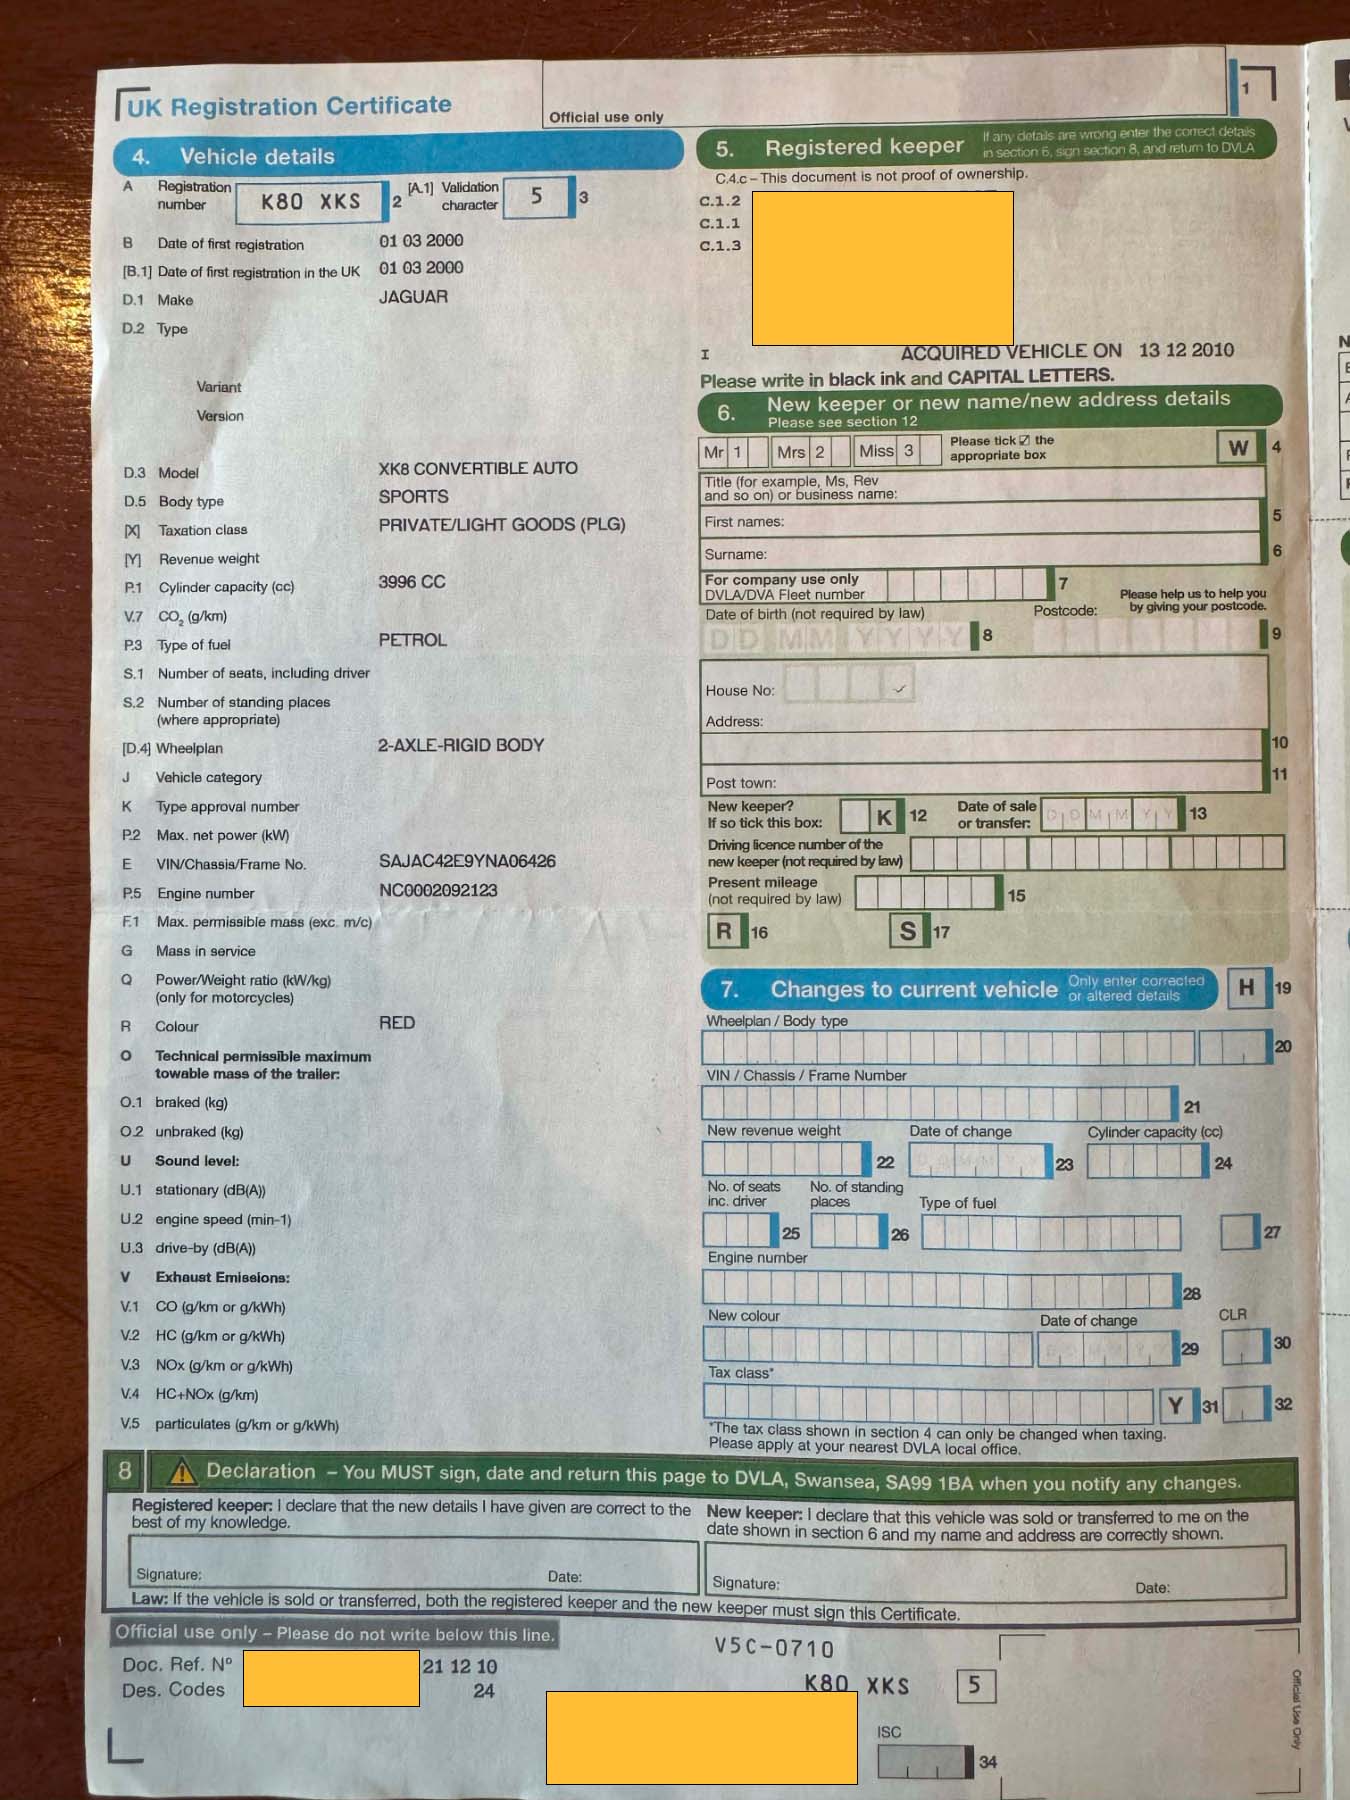 UK Registration Certificate
Official use only
1
4. Vehicle details
A Registration number K80 XKS 2 [A.1] Validation character 5 3
B Date of first registration 01 03 2000
[B.1] Date of first registration in the UK 01 03 2000
D.1 Make JAGUAR
D.2 Type
Variant
Version
D.3 Model XK8 CONVERTIBLE AUTO
D.5 Body type SPORTS
[X] Taxation class PRIVATE/LIGHT GOODS (PLG)
[Y] Revenue weight
P.1 Cylinder capacity (cc) 3996 CC
V.7 CO2 (g/km)
P.3 Type of fuel PETROL
S.1 Number of seats, including driver
S.2 Number of standing places
(where appropriate)
[D.4] Wheelplan 2-AXLE-RIGID BODY
J Vehicle category
K Type approval number
P.2 Max. net power (kW)
E VIN/Chassis/Frame No. SAJAC42E9YNA06426
P.5 Engine number NC0002092123
F.1 Max. permissible mass (exc. m/c)
G Mass in service
Q Power/Weight ratio (kW/kg)
(only for motorcycles)
R Colour RED
O Technical permissible maximum
towable mass of the trailer:
O.1 braked (kg)
O.2 unbraked (kg)
U Sound level:
U.1 stationary (dB(A))
U.2 engine speed (min-1)
U.3 drive-by (dB(A))
V Exhaust Emissions:
V.1 CO (g/km or g/kWh)
V.2 HC (g/km or g/kWh)
V.3 NOx (g/km or g/kWh)
V.4 HC+NOx (g/km)
V.5 particulates (g/km or g/kWh)
5. Registered keeper If any details are wrong enter the correct details
in section 6, sign section 8, and return to DVLA
C.4.c – This document is not proof of ownership.
C.1.2
C.1.1
C.1.3
I ACQUIRED VEHICLE ON 13 12 2010
Please write in black ink and CAPITAL LETTERS.
6. New keeper or new name/new address details
Please see section 12
Mr 1 Mrs 2 Miss 3 Please tick ☑ the
appropriate box W 4
Title (for example, Ms, Rev
and so on) or business name:
First names: 5
Surname: 6
For company use only
DVLA/DVA Fleet number 7 Please help us to help you
by giving your postcode.
Date of birth (not required by law) Postcode:
DD MM YYYY 8 9
House No:
Address:
10
Post town: 11
New keeper?
If so tick this box: K 12 Date of sale
or transfer: D D M M Y Y 13
Driving licence number of the
new keeper (not required by law)
Present mileage
(not required by law) 15
R 16 S 17
7. Changes to current vehicle Only enter corrected
or altered details H 19
Wheelplan / Body type
20
VIN / Chassis / Frame Number
21
New revenue weight Date of change Cylinder capacity (cc)
22 D D M M Y Y 23 24
No. of seats
inc. driver No. of standing
places Type of fuel
25 26 27
Engine number
28
New colour Date of change CLR
D D M M Y Y 29 30
Tax class*
Y 31 32
*The tax class shown in section 4 can only be changed when taxing.
Please apply at your nearest DVLA local office.
8 Declaration – You MUST sign, date and return this page to DVLA, Swansea, SA99 1BA when you notify any changes.
Registered keeper: I declare that the new details I have given are correct to the
best of my knowledge.
Signature: Date:
New keeper: I declare that this vehicle was sold or transferred to me on the
date shown in section 6 and my name and address are correctly shown.
Signature: Date:
Law: If the vehicle is sold or transferred, both the registered keeper and the new keeper must sign this Certificate.
Official use only – Please do not write below this line.
Doc. Ref. Nº 21 12 10
Des. Codes 24
V5C-0710
K80 XKS 5
ISC
34
Official Use Only